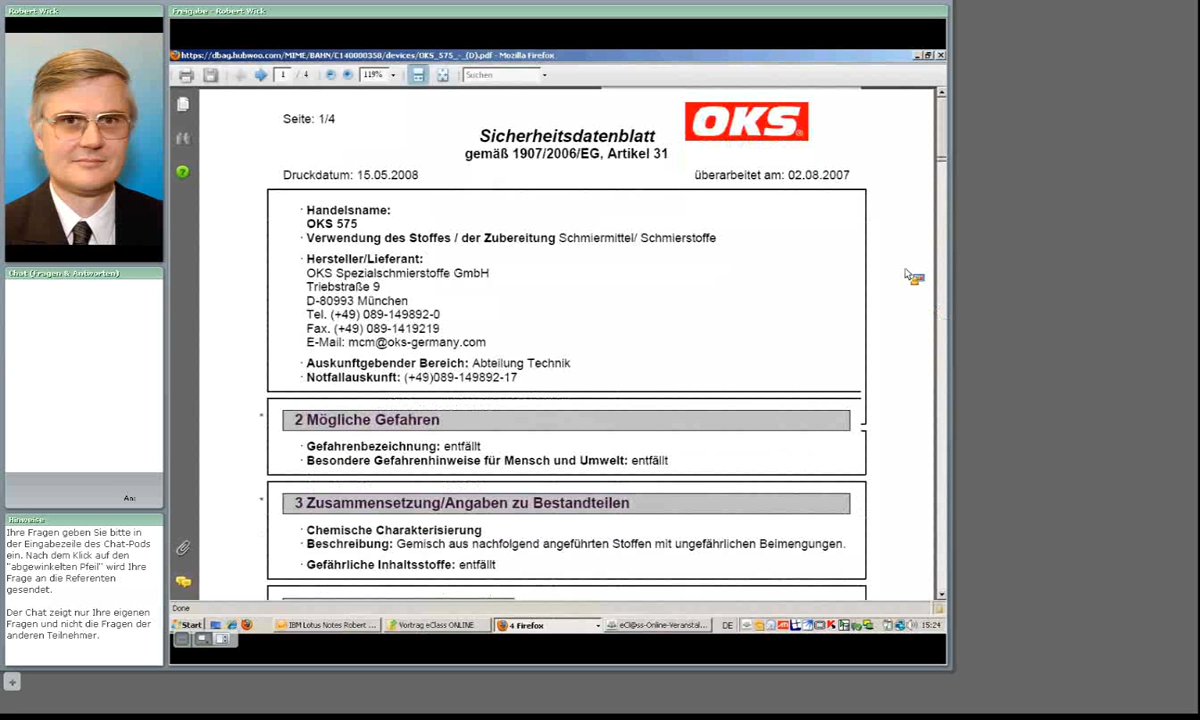 Robert Wick
Freigabe - Robert Wick
https://dbag.hubwoo.com/MIME/BAHN/C140000358/devices/OKS_575_-_(D).pdf - Mozilla Firefox
1 / 4
119%
Suchen
Seite: 1/4
OKS
Sicherheitsdatenblatt
gemäß 1907/2006/EG, Artikel 31
Druckdatum: 15.05.2008
überarbeitet am: 02.08.2007
· Handelsname:
OKS 575
· Verwendung des Stoffes / der Zubereitung Schmiermittel/ Schmierstoffe
· Hersteller/Lieferant:
OKS Spezialschmierstoffe GmbH
Triebstraße 9
D-80993 München
Tel. (+49) 089-149892-0
Fax. (+49) 089-1419219
E-Mail: mcm@oks-germany.com
· Auskunftgebender Bereich: Abteilung Technik
· Notfallauskunft: (+49)089-149892-17
* 2 Mögliche Gefahren
· Gefahrenbezeichnung: entfällt
· Besondere Gefahrenhinweise für Mensch und Umwelt: entfällt
* 3 Zusammensetzung/Angaben zu Bestandteilen
· Chemische Charakterisierung
· Beschreibung: Gemisch aus nachfolgend angeführten Stoffen mit ungefährlichen Beimengungen.
· Gefährliche Inhaltsstoffe: entfällt
Done
Start
IBM Lotus Notes Robert ...
Vortrag eClass ONLINE
4 Firefox
eCl@ss-Online-Veranstal...
DE
15:24
Chat (Fragen & Antworten)
An:
Hinweise
Ihre Fragen geben Sie bitte in
der Eingabezeile des Chat-Pods
ein. Nach dem Klick auf den
"abgewinkelten Pfeil" wird Ihre
Frage an die Referenten
gesendet.
Der Chat zeigt nur Ihre eigenen
Fragen und nicht die Fragen der
anderen Teilnehmer.